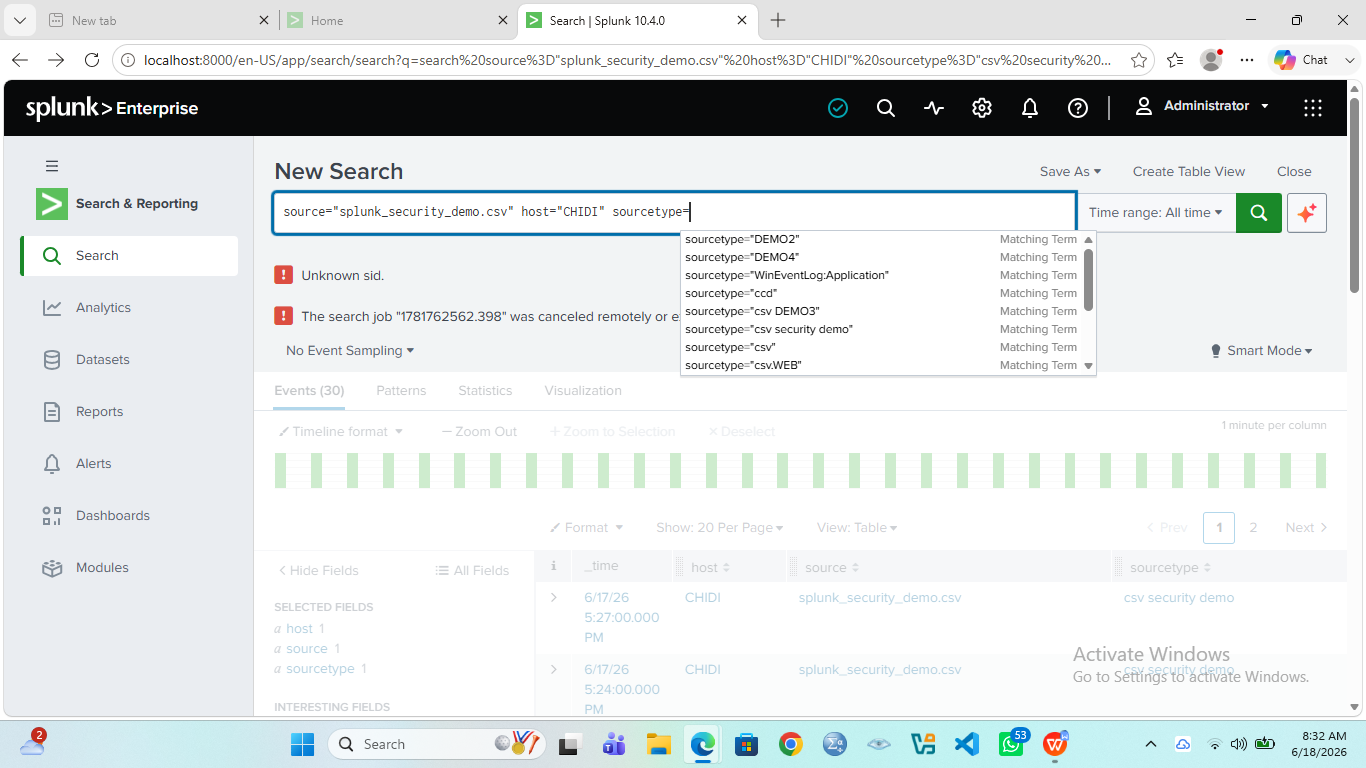 New tab
Home
Search | Splunk 10.4.0
localhost:8000/en-US/app/search/search?q=search%20source%3D"splunk_security_demo.csv"%20host%3D"CHIDI"%20sourcetype%3D"csv%20security%20...
Chat
splunk>Enterprise
Administrator
Search & Reporting
Search
Analytics
Datasets
Reports
Alerts
Dashboards
Modules
New Search
Save As
Create Table View
Close
source="splunk_security_demo.csv" host="CHIDI" sourcetype=
Time range: All time
sourcetype="DEMO2" Matching Term
sourcetype="DEMO4" Matching Term
sourcetype="WinEventLog:Application" Matching Term
sourcetype="ccd" Matching Term
sourcetype="csv DEMO3" Matching Term
sourcetype="csv security demo" Matching Term
sourcetype="csv" Matching Term
sourcetype="csv.WEB" Matching Term
Unknown sid.
The search job "1781762562.398" was canceled remotely or e
No Event Sampling
Smart Mode
Events (30)
Patterns
Statistics
Visualization
Timeline format
Zoom Out
+ Zoom to Selection
× Deselect
1 minute per column
Format
Show: 20 Per Page
View: Table
< Prev
1
2
Next >
< Hide Fields
All Fields
SELECTED FIELDS
a host 1
a source 1
a sourcetype 1
INTERESTING FIELDS
i
_time
host
source
sourcetype
6/17/26
5:27:00.000
PM
CHIDI
splunk_security_demo.csv
csv security demo
6/17/26
5:24:00.000
PM
CHIDI
splunk_security_demo.csv
csv security demo
Activate Windows
Go to Settings to activate Windows.
2
Search
53
8:32 AM
6/18/2026